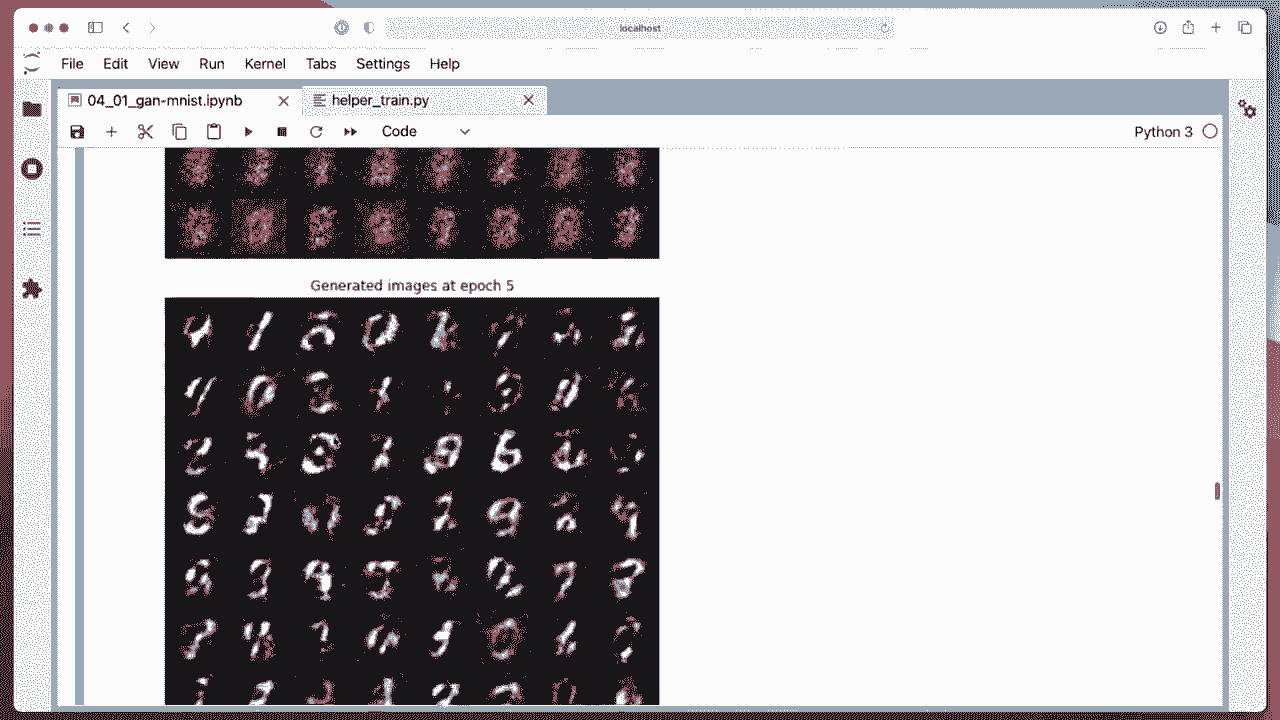 localhost
File Edit View Run Kernel Tabs Settings Help
04_01_gan-mnist.ipynb helper_train.py
Code Python 3
Generated images at epoch 5